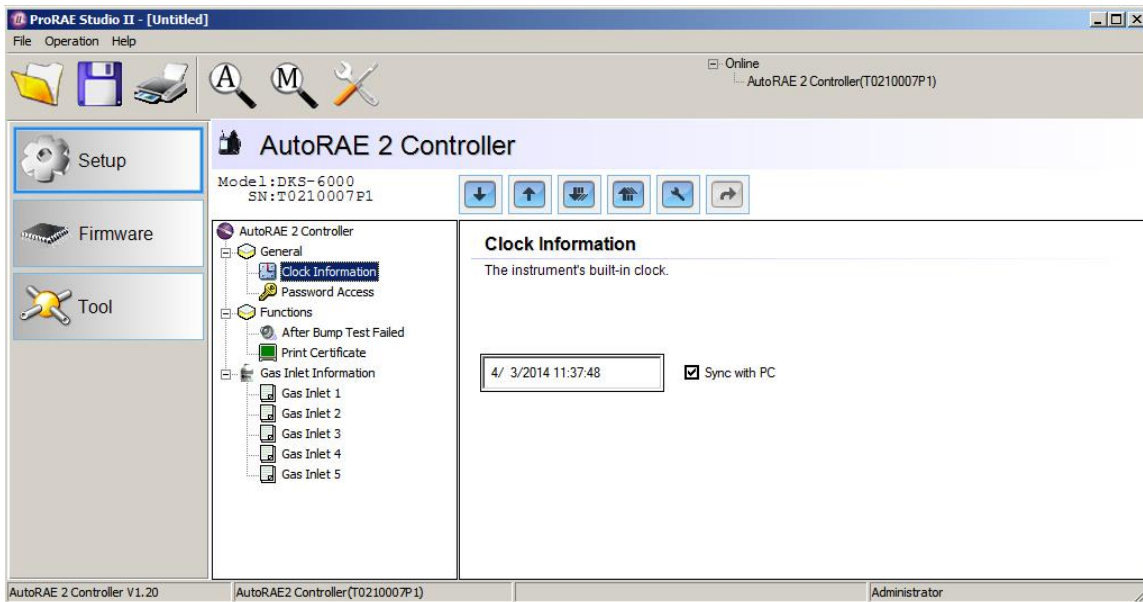 ProRAE Studio II - [Untitled]
File Operation Help
A
M
Online
AutoRAE 2 Controller(T0210007P1)
Setup
Firmware
Tool
AutoRAE 2 Controller
Model:DKS-6000
SN:T0210007P1
AutoRAE 2 Controller
General
Clock Information
Password Access
Functions
After Bump Test Failed
Print Certificate
Gas Inlet Information
Gas Inlet 1
Gas Inlet 2
Gas Inlet 3
Gas Inlet 4
Gas Inlet 5
Clock Information
The instrument's built-in clock.
4/ 3/2014 11:37:48
Sync with PC
AutoRAE 2 Controller V1.20
AutoRAE2 Controller(T0210007P1)
Administrator